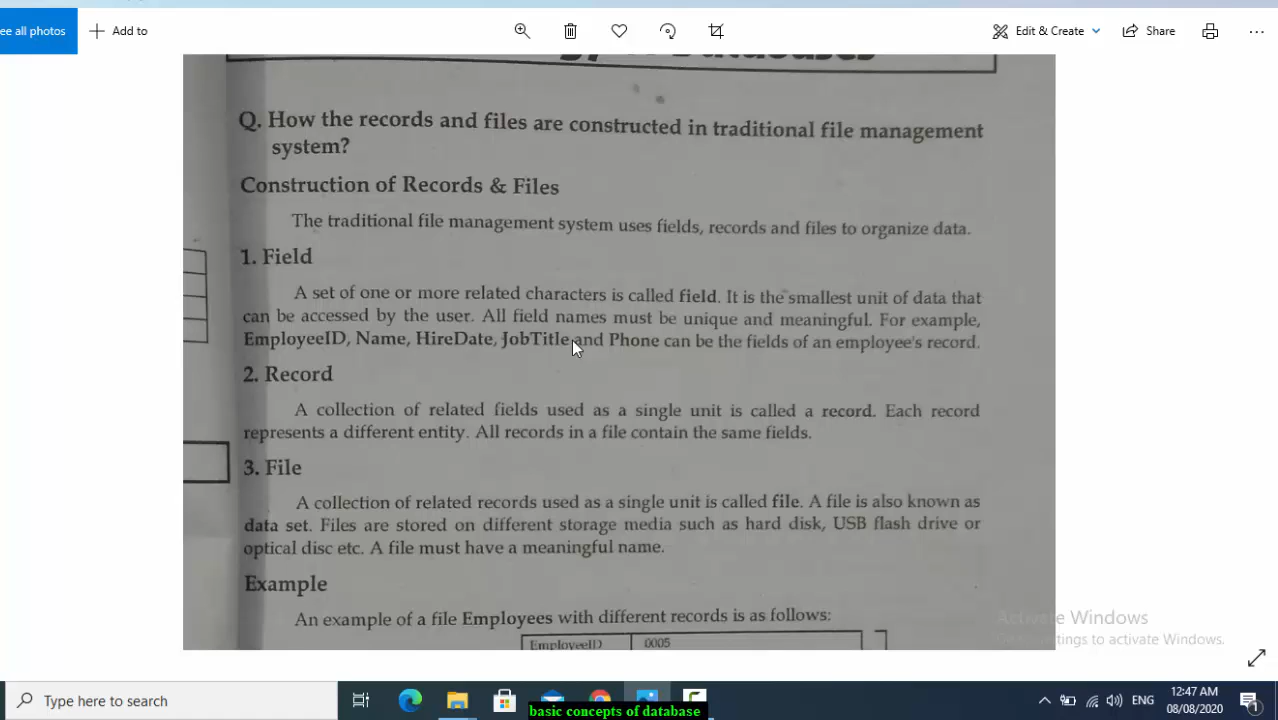 ee all photos
Add to
Edit & Create
Share
Databases
Q. How the records and files are constructed in traditional file management
system?
Construction of Records & Files
The traditional file management system uses fields, records and files to organize data.
1. Field
A set of one or more related characters is called field. It is the smallest unit of data that
can be accessed by the user. All field names must be unique and meaningful. For example,
EmployeeID, Name, HireDate, JobTitle and Phone can be the fields of an employee's record.
2. Record
A collection of related fields used as a single unit is called a record. Each record
represents a different entity. All records in a file contain the same fields.
3. File
A collection of related records used as a single unit is called file. A file is also known as
data set. Files are stored on different storage media such as hard disk, USB flash drive or
optical disc etc. A file must have a meaningful name.
Example
An example of a file Employees with different records is as follows:
EmployeeID 0005
Activate Windows
to activate Windows.
Type here to search
basic concepts of database
ENG
12:47 AM
08/08/2020
1